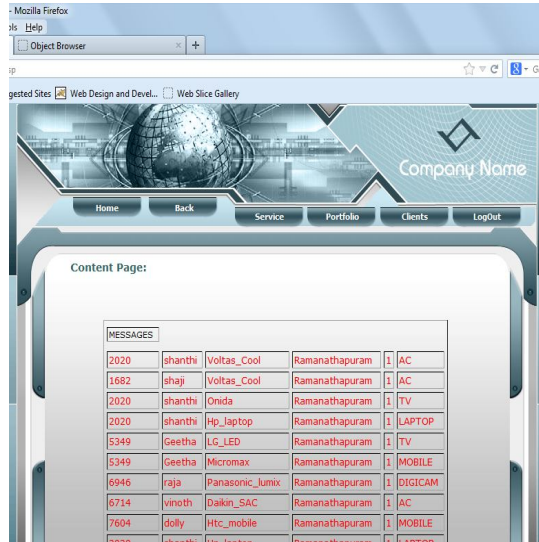 - Mozilla Firefox
ols Help
Object Browser × +
sp
G
gested Sites Web Design and Devel... Web Slice Gallery
Company Name
Home Back Service Portfolio Clients LogOut
Content Page:
MESSAGES
2020 shanthi Voltas_Cool Ramanathapuram 1 AC
1682 shaji Voltas_Cool Ramanathapuram 1 AC
2020 shanthi Onida Ramanathapuram 1 TV
2020 shanthi Hp_laptop Ramanathapuram 1 LAPTOP
5349 Geetha LG_LED Ramanathapuram 1 TV
5349 Geetha Micromax Ramanathapuram 1 MOBILE
6946 raja Panasonic_lumix Ramanathapuram 1 DIGICAM
6714 vinoth Daikin_SAC Ramanathapuram 1 AC
7604 dolly Htc_mobile Ramanathapuram 1 MOBILE